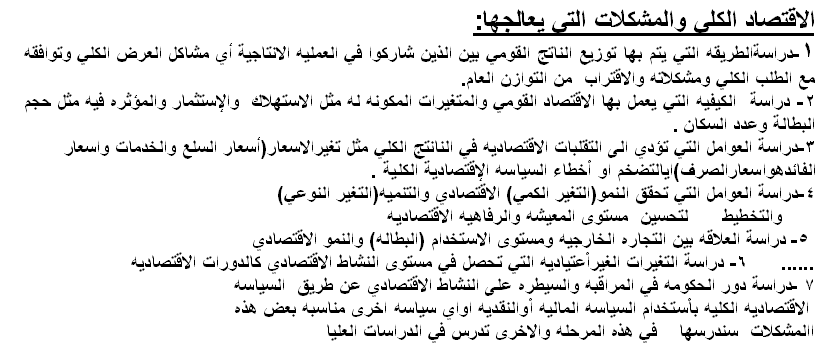 الاقتصاد الكلي والمشكلات التي يعالجها:
١-دراسةالطريقه التي يتم بها توزيع الناتج القومي بين الذين شاركوا في العمليه الانتاجية أي مشاكل العرض الكلي وتوافقه
مع الطلب الكلي ومشكلاته والاقتراب من التوازن العام.
٢- دراسة الكيفيه التي يعمل بها الاقتصاد القومي والمتغيرات المكونه له مثل الاستهلاك والإستثمار والمؤثره فيه مثل حجم
البطالة وعدد السكان .
٣-دراسة العوامل التي تؤدي الى التقلبات الاقتصاديه في الناتتج الكلي مثل تغيرالاسعار(أسعار السلع والخدمات واسعار
الفائدهواسعارالصرف)ايالتضخم او أخطاء السياسه الإقتصادية الكلية .
٤-دراسة العوامل التي تحقق النمو(التغير الكمي) الاقتصادي والتنميه(التغير النوعي)
والتخطيط لتحسين مستوى المعيشه والرفاهيه الاقتصاديه
٥- دراسة العلاقه بين التجاره الخارجيه ومستوى الاستخدام (البطاله) والنمو الاقتصادي
...... ٦- دراسة التغيرات الغيرأعتياديه التي تحصل في مستوى النشاط الاقتصادي كالدورات الاقتصاديه
٧ -دراسة دور الحكومه في المراقبه والسيطره على النشاط الاقتصادي عن طريق السياسه
الاقتصاديه الكليه بأستخدام السياسه الماليه أوالنقديه اواي سياسه اخرى مناسبه بعض هذه
االمشكلات سندرسها في هذه المرحله والاخرى تدرس في الدراسات العليا